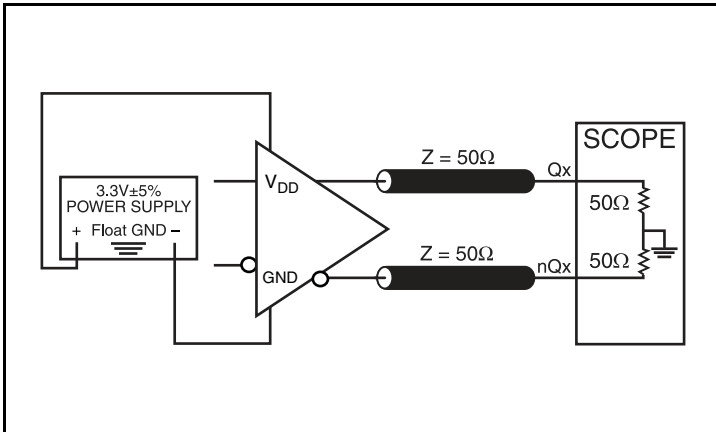 3.3V±5%
POWER SUPPLY
+ Float GND −
V_DD
GND
Z = 50Ω
Z = 50Ω
Qx
nQx
SCOPE
50Ω
50Ω